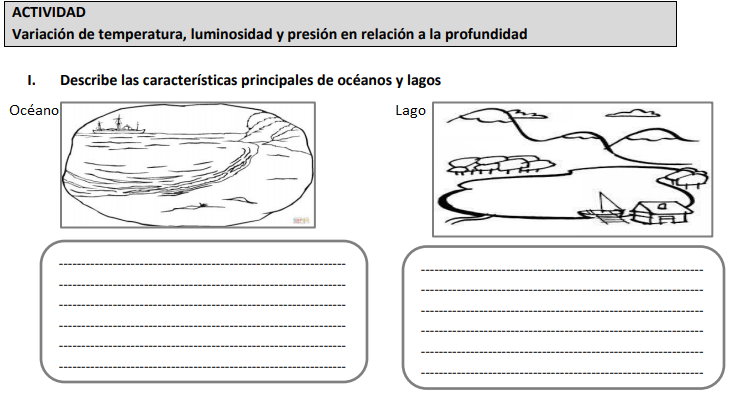 ACTIVIDAD
Variación de temperatura, luminosidad y presión en relación a la profundidad
I. Describe las características principales de océanos y lagos
Océano
Lago